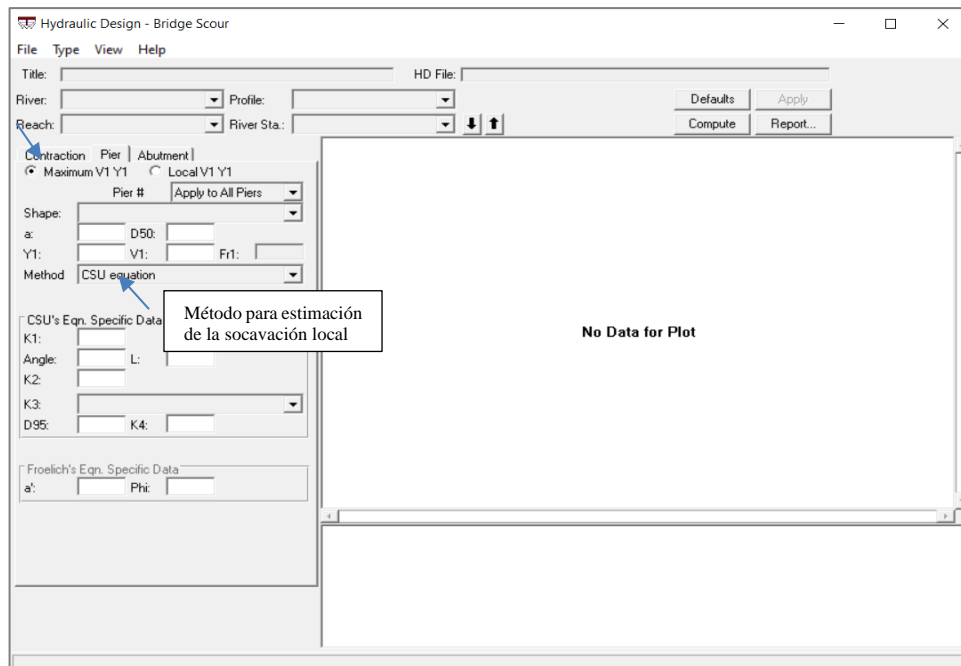 Hydraulic Design - Bridge Scour
File Type View Help
Title: HD File:
River: Profile: Defaults Apply
Reach: River Sta.: Compute Report...
Contraction Pier Abutment
Maximum V1 Y1 Local V1 Y1
Pier # Apply to All Piers
Shape:
a: D50:
Y1: V1: Fr1:
Method CSU equation
Método para estimación
de la socavación local
CSU's Eqn. Specific Data
K1:
Angle: L:
K2:
K3:
D95: K4:
Froelich's Eqn. Specific Data
a': Phi:
No Data for Plot